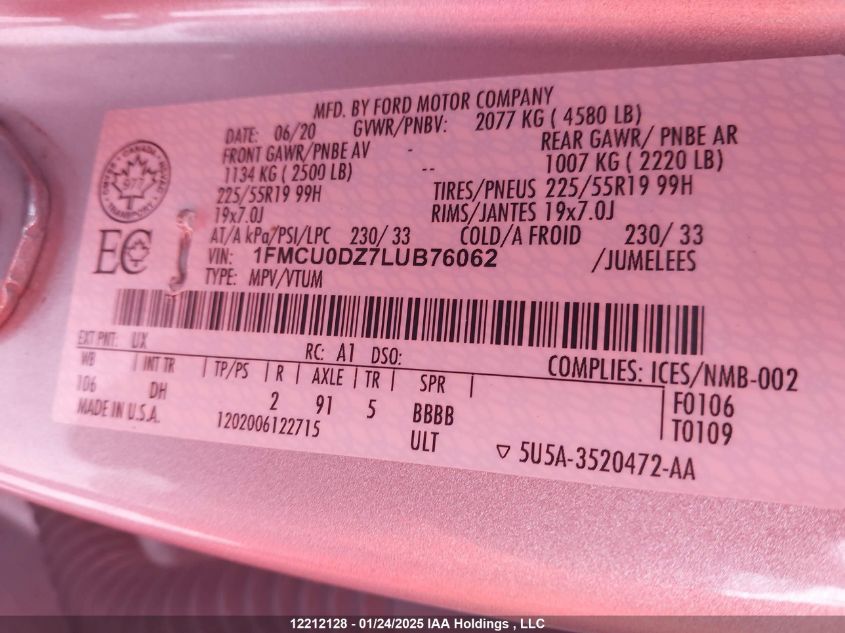 MFD. BY FORD MOTOR COMPANY
DATE: 06/20 GVWR/PNBV: 2077 KG ( 4580 LB)
FRONT GAWR/PNBE AV - REAR GAWR/ PNBE AR
1134 KG ( 2500 LB) -- 1007 KG ( 2220 LB)
225/55R19 99H TIRES/PNEUS 225/55R19 99H
19x7.0J RIMS/JANTES 19x7.0J
AT/A kPa/PSI/LPC 230/ 33 COLD/A FROID 230/ 33
VIN: 1FMCU0DZ7LUB76062 /JUMELEES
TYPE: MPV/VTUM
CANADA
TRANSPORT
977
EC
EXT PNT: UX RC: A1 DSO:
COMPLIES: ICES/NMB-002
WB INT TR TP/PS R AXLE TR SPR
106 DH 2 91 5 BBBB F0106
MADE IN U.S.A. 1202006122715 ULT T0109
5U5A-3520472-AA
12212128 - 01/24/2025 IAA Holdings , LLC